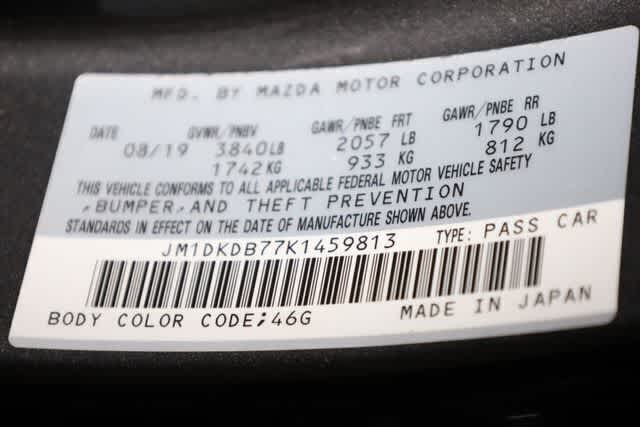 MFD. BY MAZDA MOTOR CORPORATION
DATE GVWR/PNBV GAWR/PNBE FRT GAWR/PNBE RR
08/19 3840LB 2057 LB 1790 LB
1742KG 933 KG 812 KG
THIS VEHICLE CONFORMS TO ALL APPLICABLE FEDERAL MOTOR VEHICLE SAFETY
,BUMPER, AND THEFT PREVENTION
STANDARDS IN EFFECT ON THE DATE OF MANUFACTURE SHOWN ABOVE.
JM1DKDB77K1459813 TYPE: PASS CAR
BODY COLOR CODE;46G MADE IN JAPAN